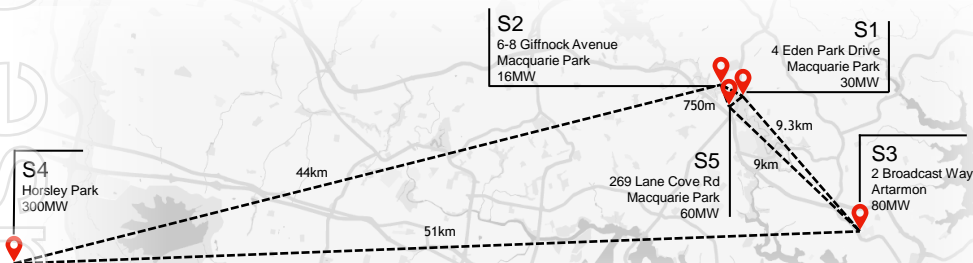 S2
6-8 Giffnock Avenue
Macquarie Park
16MW
S1
4 Eden Park Drive
Macquarie Park
30MW
750m
9.3km
S4
Horsley Park
300MW
44km
S5
269 Lane Cove Rd
Macquarie Park
60MW
9km
S3
2 Broadcast Way
Artarmon
80MW
51km